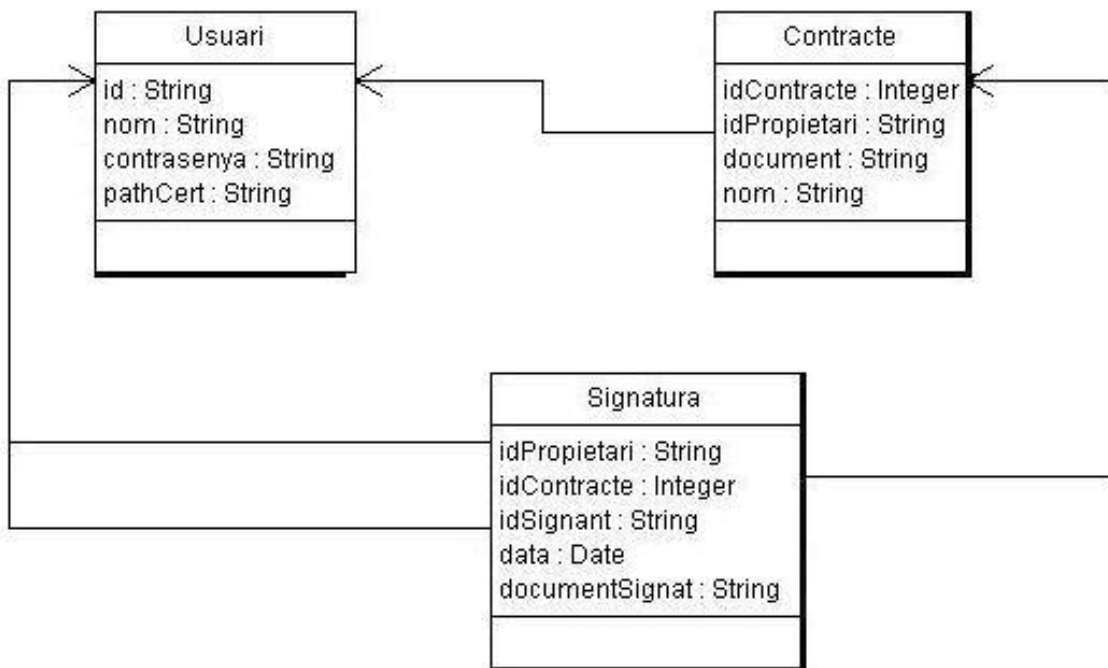 Usuari
id : String
nom : String
contrasenya : String
pathCert : String
Contracte
idContracte : Integer
idPropietari : String
document : String
nom : String
Signatura
idPropietari : String
idContracte : Integer
idSignant : String
data : Date
documentSignat : String